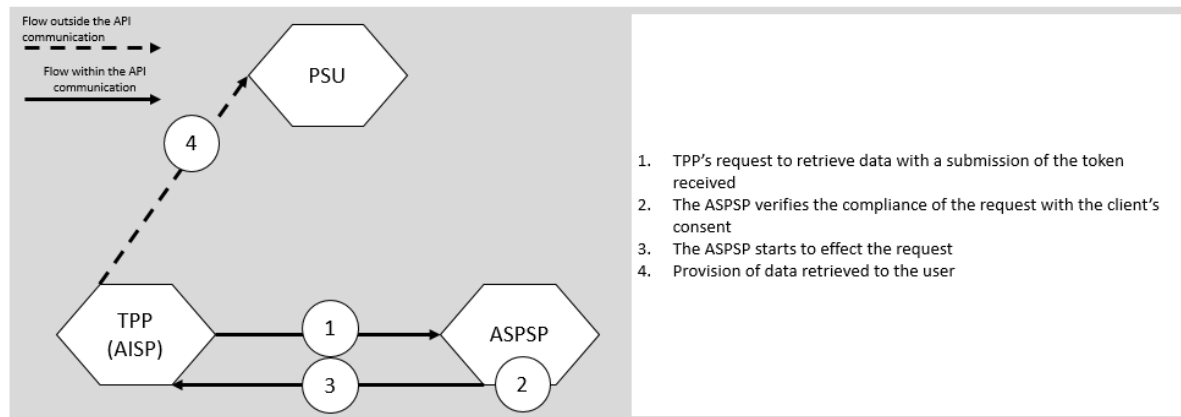 Flow outside the API
communication
Flow within the API
communication
PSU
4
TPP
(AISP)
1
ASPSP
3
2
1. TPP’s request to retrieve data with a submission of the token
received
2. The ASPSP verifies the compliance of the request with the client’s
consent
3. The ASPSP starts to effect the request
4. Provision of data retrieved to the user